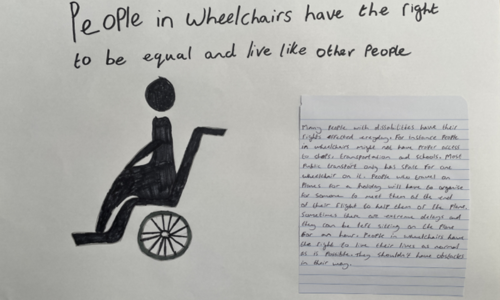 People in wheelchairs have the right
to be equal and live like other People
Many People with disabilites have their
rights everyday. For instance People
in wheelchairs might not have Proper access
to transportation and schools. Most
Public transport only has space for one
wheelchair on it. People who travel on
Planes for a holiday will have to organise
for someone to meet them at the end
of their flight to help them off the Plane.
Sometimes there are extreme delays and
they can be left sitting on the Plane
for an hour. People in wheelchairs have
the right to live their lives as normal
as is Possible. they shouldn't have obstacles
in their way.